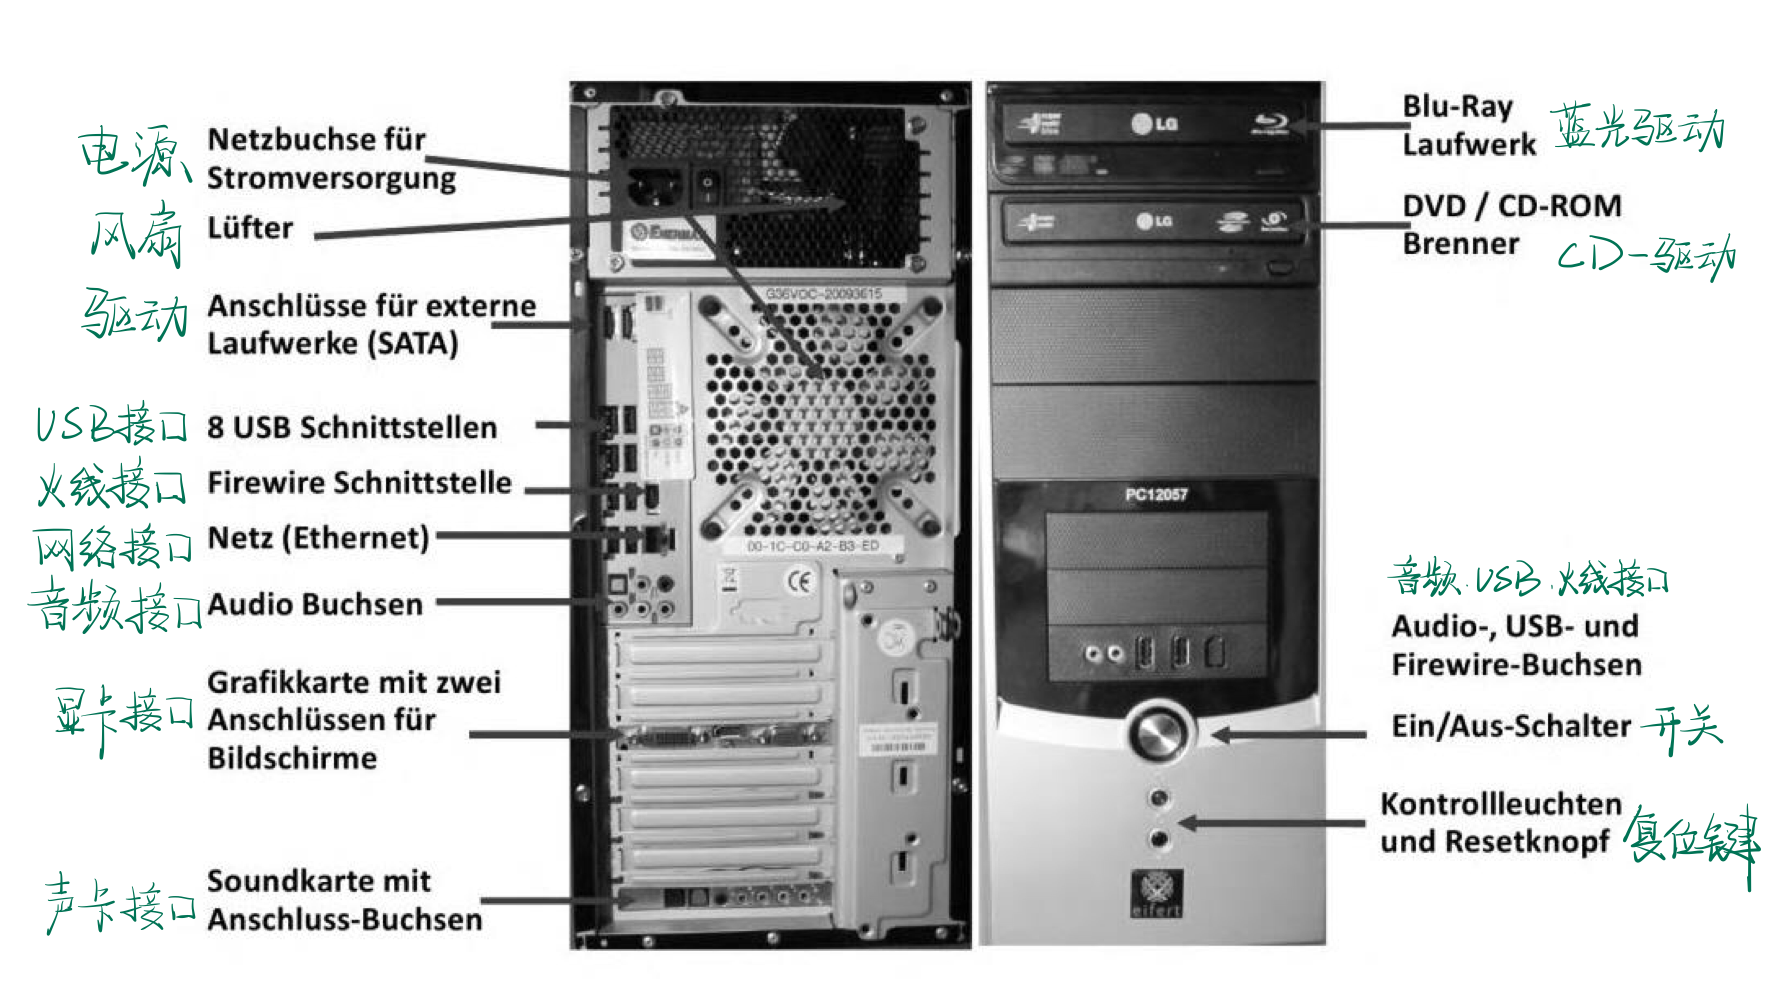 电源
Netzbuchse für
Stromversorgung
风扇
Lüfter
驱动
Anschlüsse für externe
Laufwerke (SATA)
USB接口
8 USB Schnittstellen
火线接口
Firewire Schnittstelle
网络接口
Netz (Ethernet)
音频接口
Audio Buchsen
显卡接口
Grafikkarte mit zwei
Anschlüssen für
Bildschirme
声卡接口
Soundkarte mit
Anschluss-Buchsen
G36VOC-20093615
00-1C-C0-A2-B3-ED
CE
OK
LG
LG
PC12057
eifert
Blu-Ray
Laufwerk
蓝光驱动
DVD / CD-ROM
Brenner
CD-驱动
音频.USB.火线接口
Audio-, USB- und
Firewire-Buchsen
Ein/Aus-Schalter
开关
Kontrollleuchten
und Resetknopf
复位键